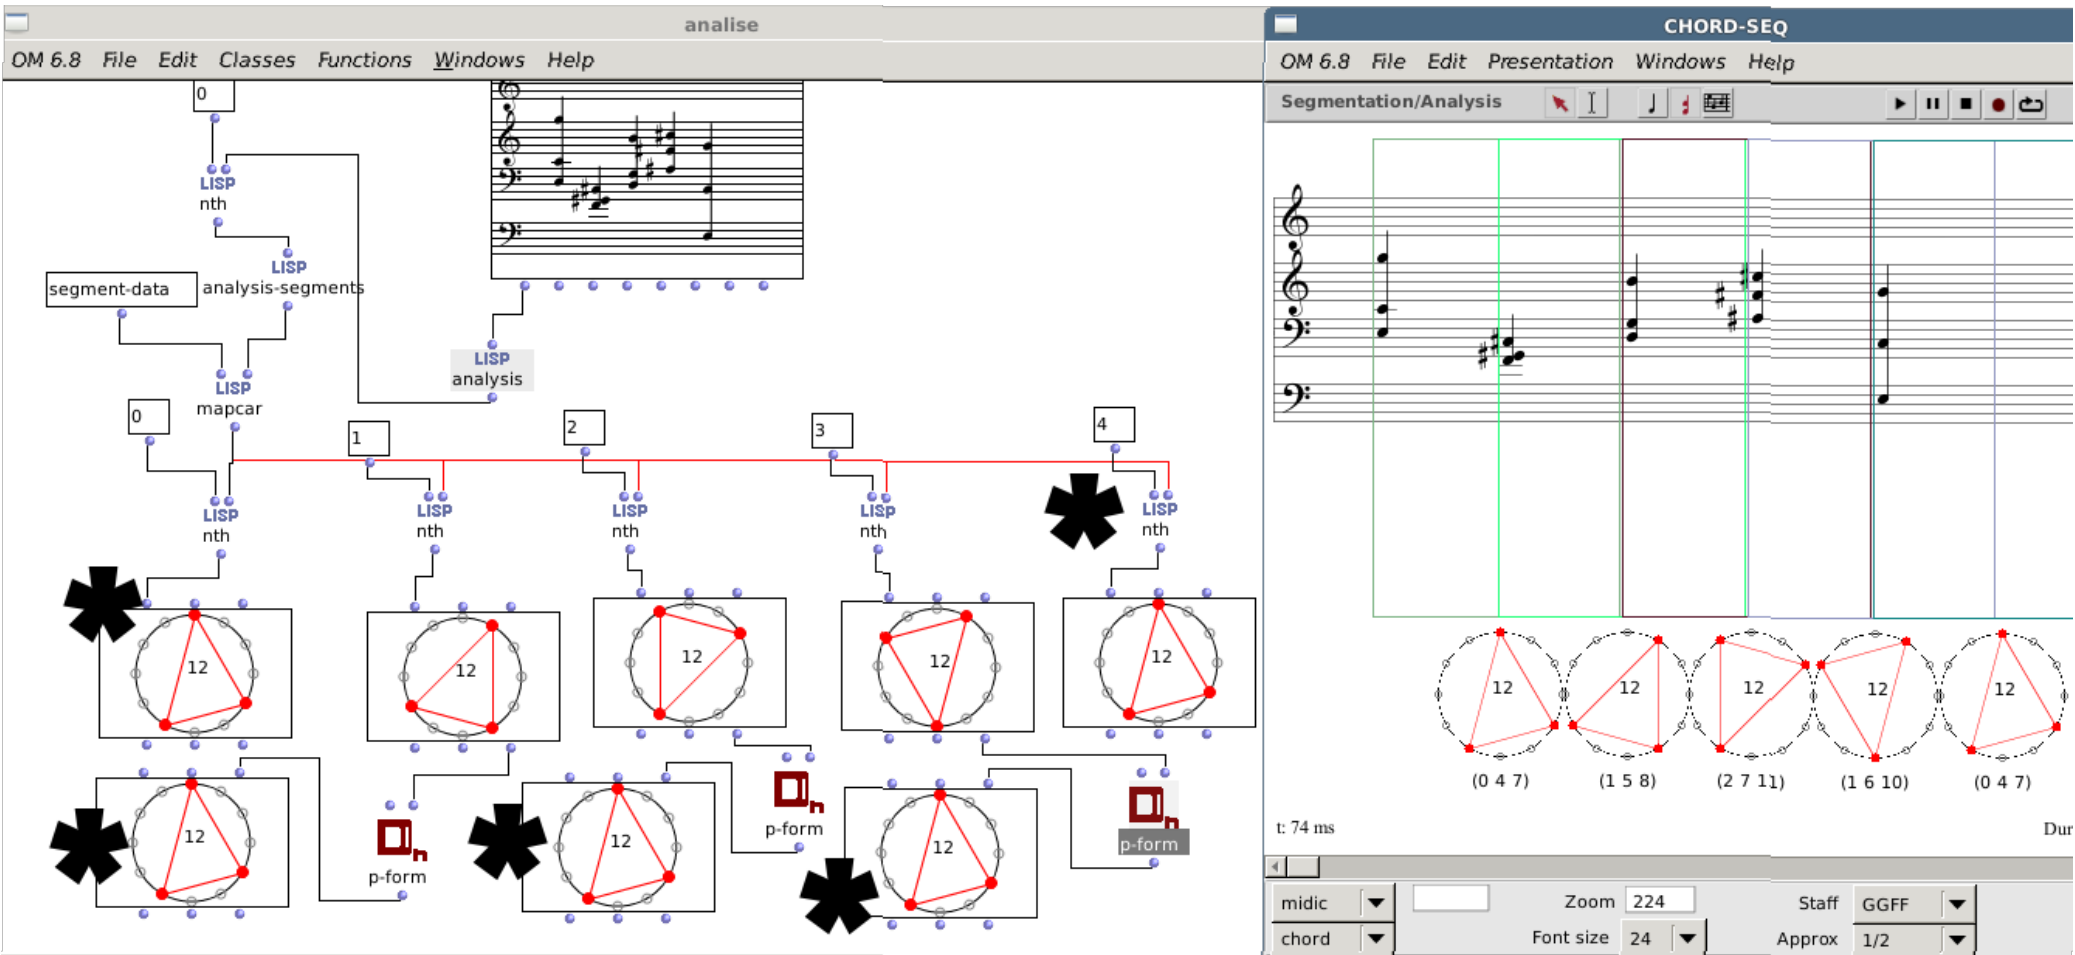 analise
OM 6.8 File Edit Classes Functions Windows Help
0
LISP
nth
LISP
segment-data
analysis-segments
LISP
analysis
LISP
mapcar
0
1
2
3
4
LISP
nth
LISP
nth
LISP
nth
LISP
nth
LISP
nth
12
12
12
12
12
12
p-form
12
p-form
12
p-form
CHORD-SEQ
OM 6.8 File Edit Presentation Windows Help
Segmentation/Analysis
12
12
12
12
12
(0 4 7)
(1 5 8)
(2 7 11)
(1 6 10)
(0 4 7)
t: 74 ms
Dur
midic
Zoom 224
Staff GGFF
chord
Font size 24
Approx 1/2